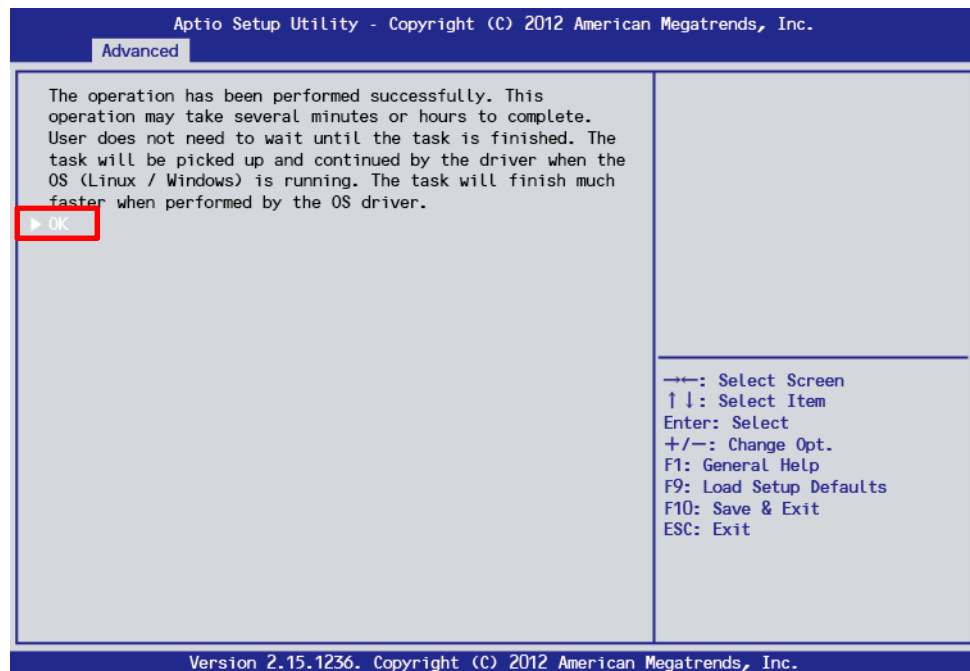 Aptio Setup Utility - Copyright (C) 2012 American Megatrends, Inc.
Advanced
The operation has been performed successfully. This
operation may take several minutes or hours to complete.
User does not need to wait until the task is finished. The
task will be picked up and continued by the driver when the
OS (Linux / Windows) is running. The task will finish much
faster when performed by the OS driver.
▶ OK
→←: Select Screen
↑↓: Select Item
Enter: Select
+/−: Change Opt.
F1: General Help
F9: Load Setup Defaults
F10: Save & Exit
ESC: Exit
Version 2.15.1236. Copyright (C) 2012 American Megatrends, Inc.